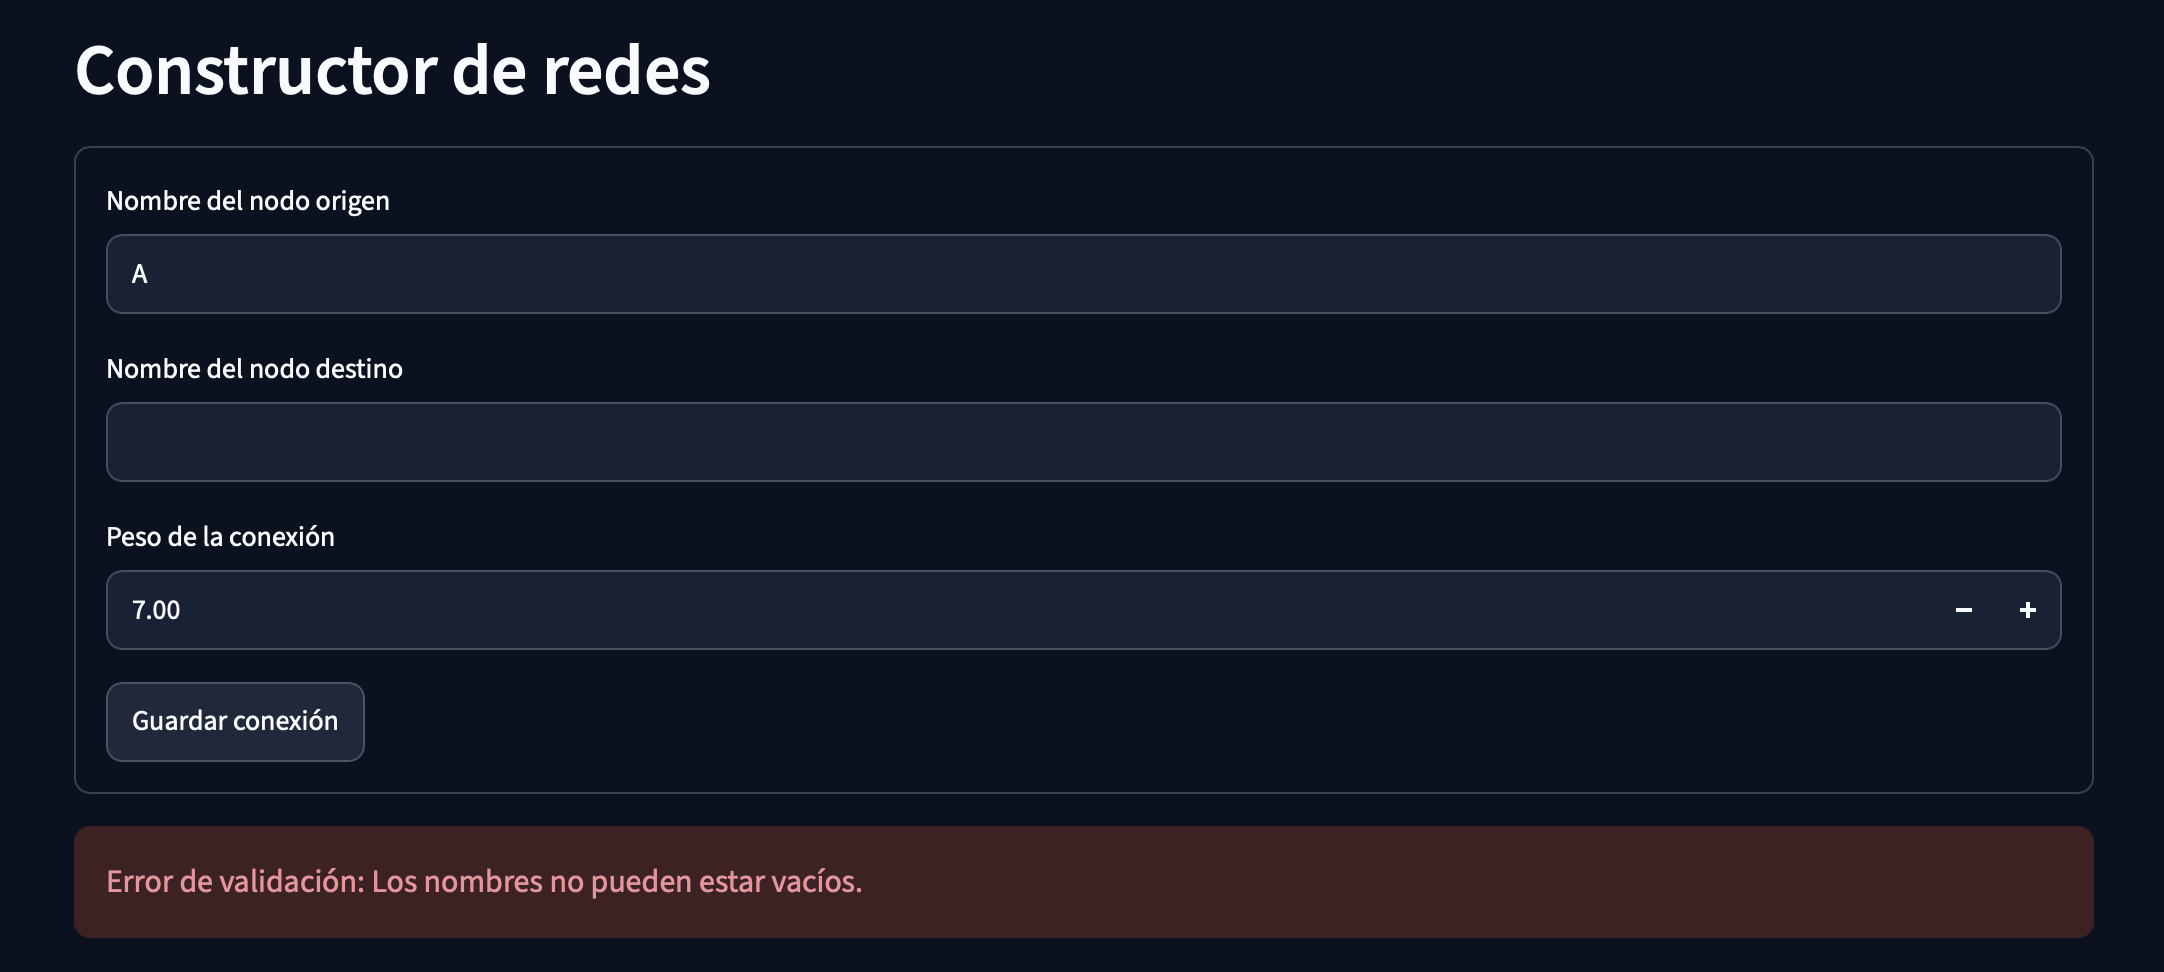 Constructor de redes
Nombre del nodo origen
A
Nombre del nodo destino
Peso de la conexión
7.00
Guardar conexión
Error de validación: Los nombres no pueden estar vacíos.